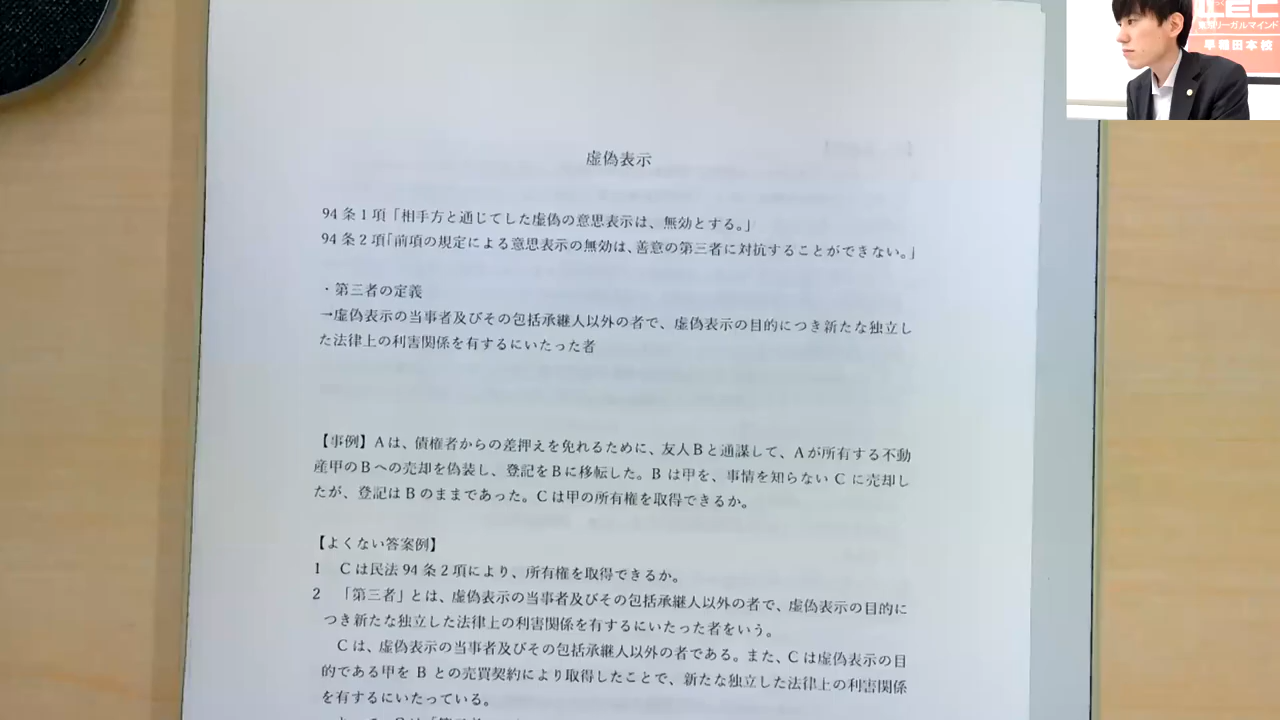 LEC
東京リーガルマインド
早稲田本校
虚偽表示
94 条 1 項「相手方と通じてした虚偽の意思表示は、無効とする。」
94 条 2 項「前項の規定による意思表示の無効は、善意の第三者に対抗することができない。」
・第三者の定義
→虚偽表示の当事者及びその包括承継人以外の者で、虚偽表示の目的につき新たな独立し
た法律上の利害関係を有するにいたった者
【事例】A は、債権者からの差押えを免れるために、友人 B と通謀して、A が所有する不動
産甲の B への売却を偽装し、登記を B に移転した。B は甲を、事情を知らない C に売却し
たが、登記は B のままであった。C は甲の所有権を取得できるか。
【よくない答案例】
1 C は民法 94 条 2 項により、所有権を取得できるか。
2 「第三者」とは、虚偽表示の当事者及びその包括承継人以外の者で、虚偽表示の目的に
つき新たな独立した法律上の利害関係を有するにいたった者をいう。
C は、虚偽表示の当事者及びその包括承継人以外の者である。また、C は虚偽表示の目
的である甲を B との売買契約により取得したことで、新たな独立した法律上の利害関係
を有するにいたっている。